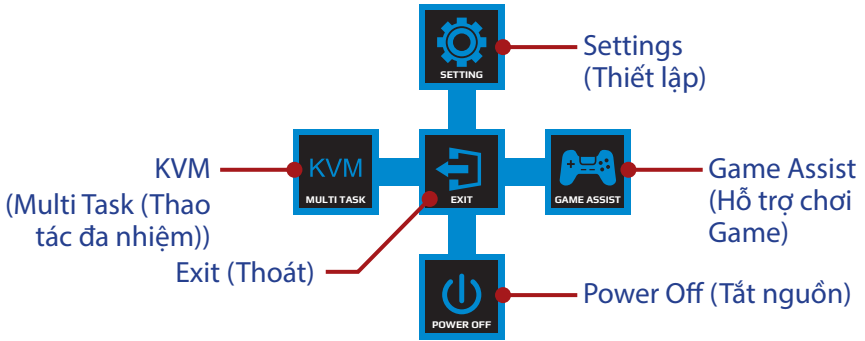 SETTING
Settings
(Thiết lập)
KVM
(Multi Task (Thao
tác đa nhiệm))
KVM
MULTI TASK
EXIT
GAME ASSIST
Game Assist
(Hỗ trợ chơi
Game)
Exit (Thoát)
POWER OFF
Power Off (Tắt nguồn)